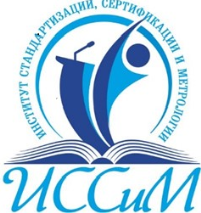 ИНСТИТУТ СТАНДАРТИЗАЦИИ, СЕРТИФИКАЦИИ И МЕТРОЛОГИИ
ИССиМ